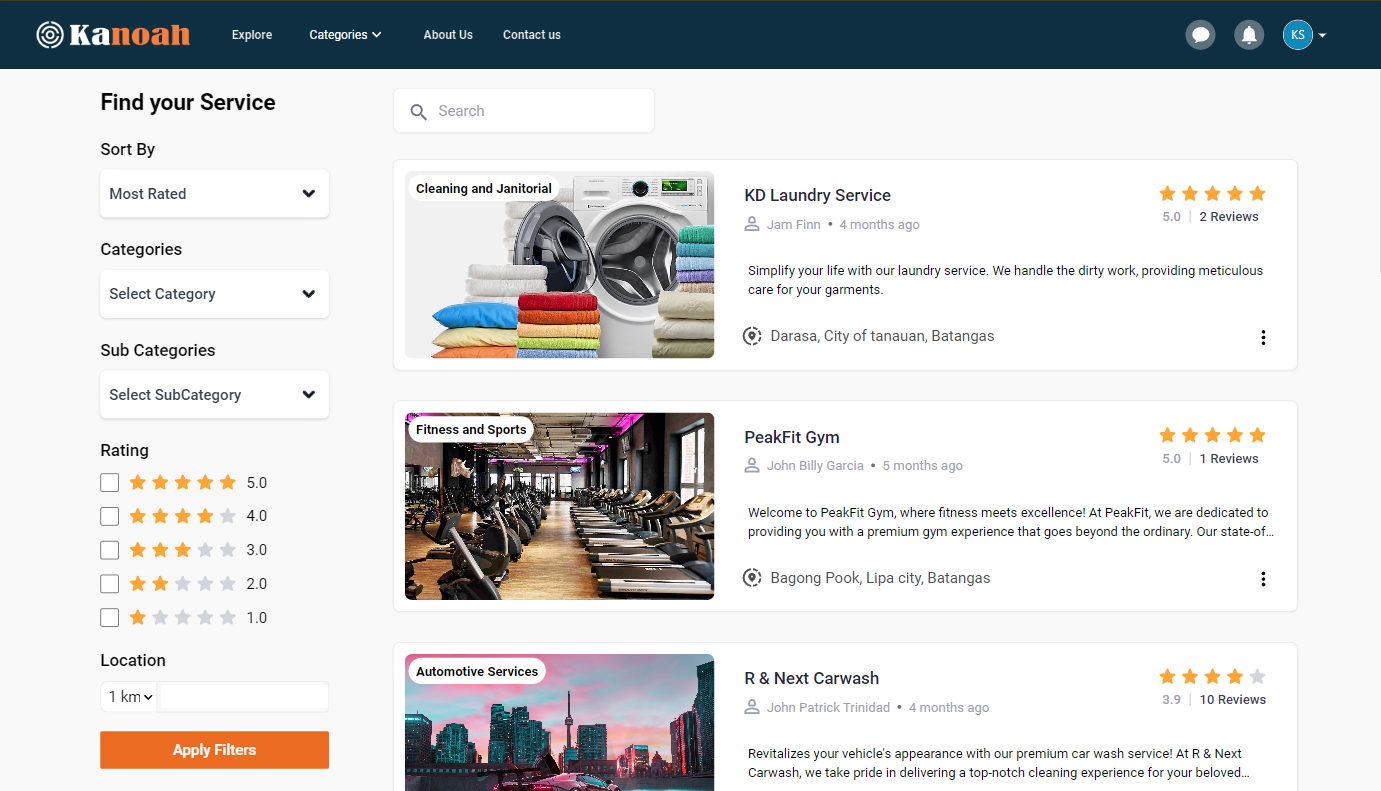 Kanoah
Explore
Categories
About Us
Contact us
KS
Find your Service
Sort By
Most Rated
Categories
Select Category
Sub Categories
Select SubCategory
Rating
5.0
4.0
3.0
2.0
1.0
Location
1 km
Apply Filters
Search
Cleaning and Janitorial
KD Laundry Service
Jam Finn • 4 months ago
5.0 | 2 Reviews
Simplify your life with our laundry service. We handle the dirty work, providing meticulous
care for your garments.
Darasa, City of tanauan, Batangas
Fitness and Sports
PeakFit Gym
John Billy Garcia • 5 months ago
5.0 | 1 Reviews
Welcome to PeakFit Gym, where fitness meets excellence! At PeakFit, we are dedicated to
providing you with a premium gym experience that goes beyond the ordinary. Our state-of...
Bagong Pook, Lipa city, Batangas
Automotive Services
R & Next Carwash
John Patrick Trinidad • 4 months ago
3.9 | 10 Reviews
Revitalizes your vehicle's appearance with our premium car wash service! At R & Next
Carwash, we take pride in delivering a top-notch cleaning experience for your beloved...